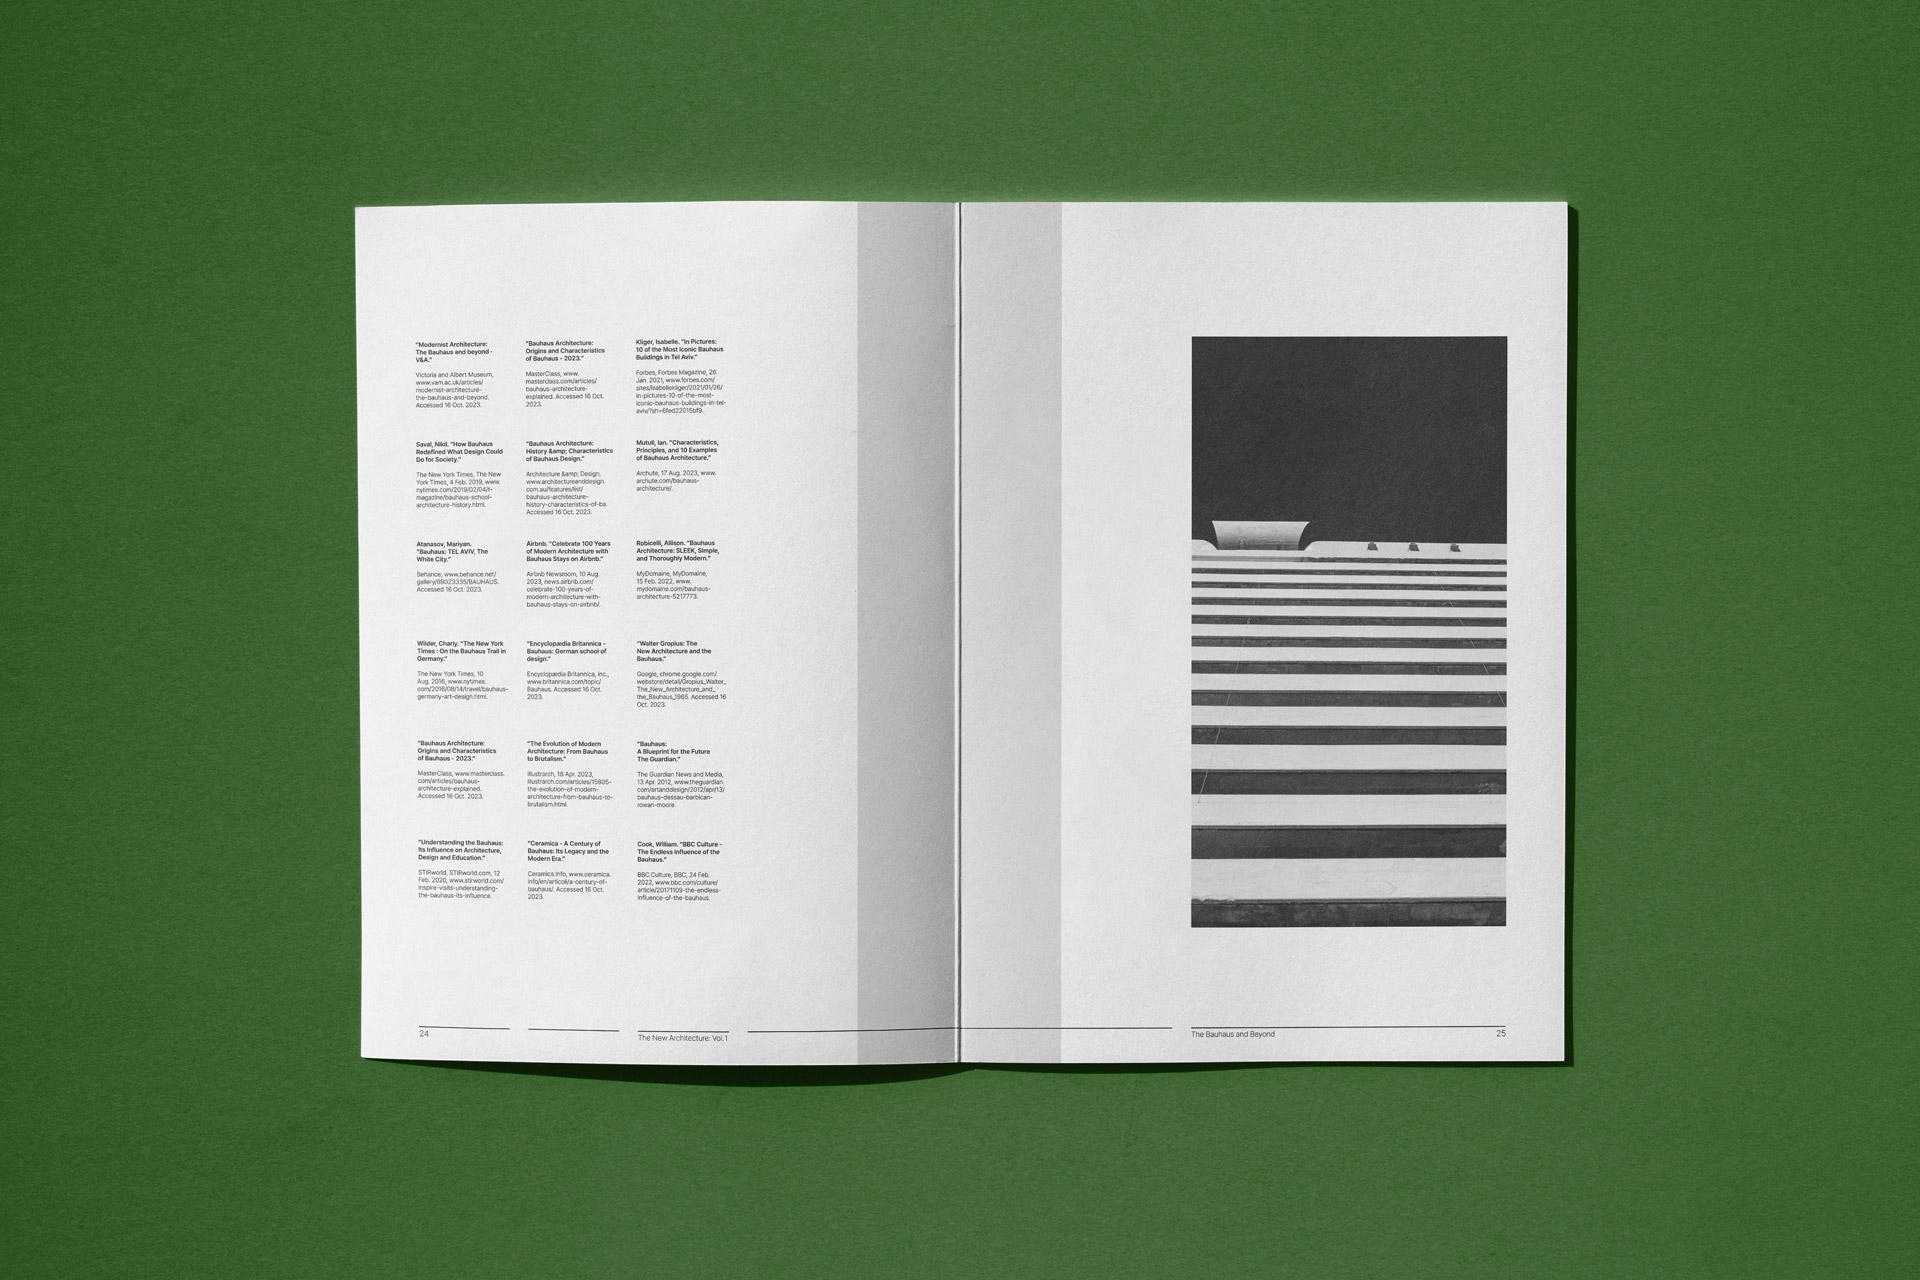 "Modernist Architecture:
The Bauhaus and beyond -
V&A."
Victoria and Albert Museum,
www.vam.ac.uk/articles/
modernist-architecture-
the-bauhaus-and-beyond.
Accessed 16 Oct. 2023.
Saval, Nikil. "How Bauhaus
Redefined What Design Could
Do for Society."
The New York Times, The New
York Times, 4 Feb. 2019, www.
nytimes.com/2019/02/04/t-
magazine/bauhaus-school-
architecture-history.html.
Atanasov, Mariyan.
"Bauhaus: TEL AVIV, The
White City."
Behance, www.behance.net/
gallery/89023335/BAUHAUS.
Accessed 16 Oct. 2023.
Wilder, Charly. "The New York
Times : On the Bauhaus Trail in
Germany."
The New York Times, 10
Aug. 2016, www.nytimes.
com/2016/08/14/travel/bauhaus-
germany-art-design.html.
"Bauhaus Architecture:
Origins and Characteristics
of Bauhaus - 2023."
MasterClass, www.masterclass.
com/articles/bauhaus-
architecture-explained.
Accessed 16 Oct. 2023.
"Understanding the Bauhaus:
Its Influence on Architecture,
Design and Education."
STIRworld, STIRworld.com, 12
Feb. 2020, www.stirworld.com/
inspire-visits-understanding-
the-bauhaus-its-influence.
"Bauhaus Architecture:
Origins and Characteristics
of Bauhaus - 2023."
MasterClass, www.
masterclass.com/articles/
bauhaus-architecture-
explained. Accessed 16 Oct.
2023.
"Bauhaus Architecture:
History &amp; Characteristics
of Bauhaus Design."
Architecture &amp; Design,
www.architectureanddesign.
com.au/features/list/
bauhaus-architecture-
history-characteristics-of-ba.
Accessed 16 Oct. 2023.
Airbnb. "Celebrate 100 Years
of Modern Architecture with
Bauhaus Stays on Airbnb."
Airbnb Newsroom, 10 Aug.
2023, news.airbnb.com/
celebrate-100-years-of-
modern-architecture-with-
bauhaus-stays-on-airbnb/.
"Encyclopædia Britannica -
Bauhaus: German school of
design."
Encyclopædia Britannica, inc.,
www.britannica.com/topic/
Bauhaus. Accessed 16 Oct.
2023.
"The Evolution of Modern
Architecture: From Bauhaus
to Brutalism."
Illustrarch, 18 Apr. 2023,
illustrarch.com/articles/15805-
the-evolution-of-modern-
architecture-from-bauhaus-to-
brutalism.html.
"Ceramica - A Century of
Bauhaus: Its Legacy and the
Modern Era."
Ceramica.Info, www.ceramica.
info/en/articoli/a-century-of-
bauhaus/. Accessed 16 Oct.
2023.
Kliger, Isabelle. "In Pictures:
10 of the Most Iconic Bauhaus
Buildings in Tel Aviv."
Forbes, Forbes Magazine, 26
Jan. 2021, www.forbes.com/
sites/isabellekliger/2021/01/26/
in-pictures-10-of-the-most-
iconic-bauhaus-buildings-in-tel-
aviv/?sh=6fed22015bf9.
Mutuli, Ian. "Characteristics,
Principles, and 10 Examples
of Bauhaus Architecture."
Archute, 17 Aug. 2023, www.
archute.com/bauhaus-
architecture/.
Robicelli, Allison. "Bauhaus
Architecture: SLEEK, Simple,
and Thoroughly Modern."
MyDomaine, MyDomaine,
15 Feb. 2022, www.
mydomaine.com/bauhaus-
architecture-5217773.
"Walter Gropius: The
New Architecture and the
Bauhaus."
Google, chrome.google.com/
webstore/detail/Gropius_Walter_
The_New_Architecture_and_
the_Bauhaus_1965. Accessed 16
Oct. 2023.
"Bauhaus:
A Blueprint for the Future
The Guardian."
The Guardian News and Media,
13 Apr. 2012, www.theguardian.
com/artanddesign/2012/apr/13/
bauhaus-dessau-barbican-
rowan-moore.
Cook, William. "BBC Culture -
The Endless Influence of the
Bauhaus."
BBC Culture, BBC, 24 Feb.
2022, www.bbc.com/culture/
article/20171109-the-endless-
influence-of-the-bauhaus.
24
The New Architecture: Vol.1
The Bauhaus and Beyond
25